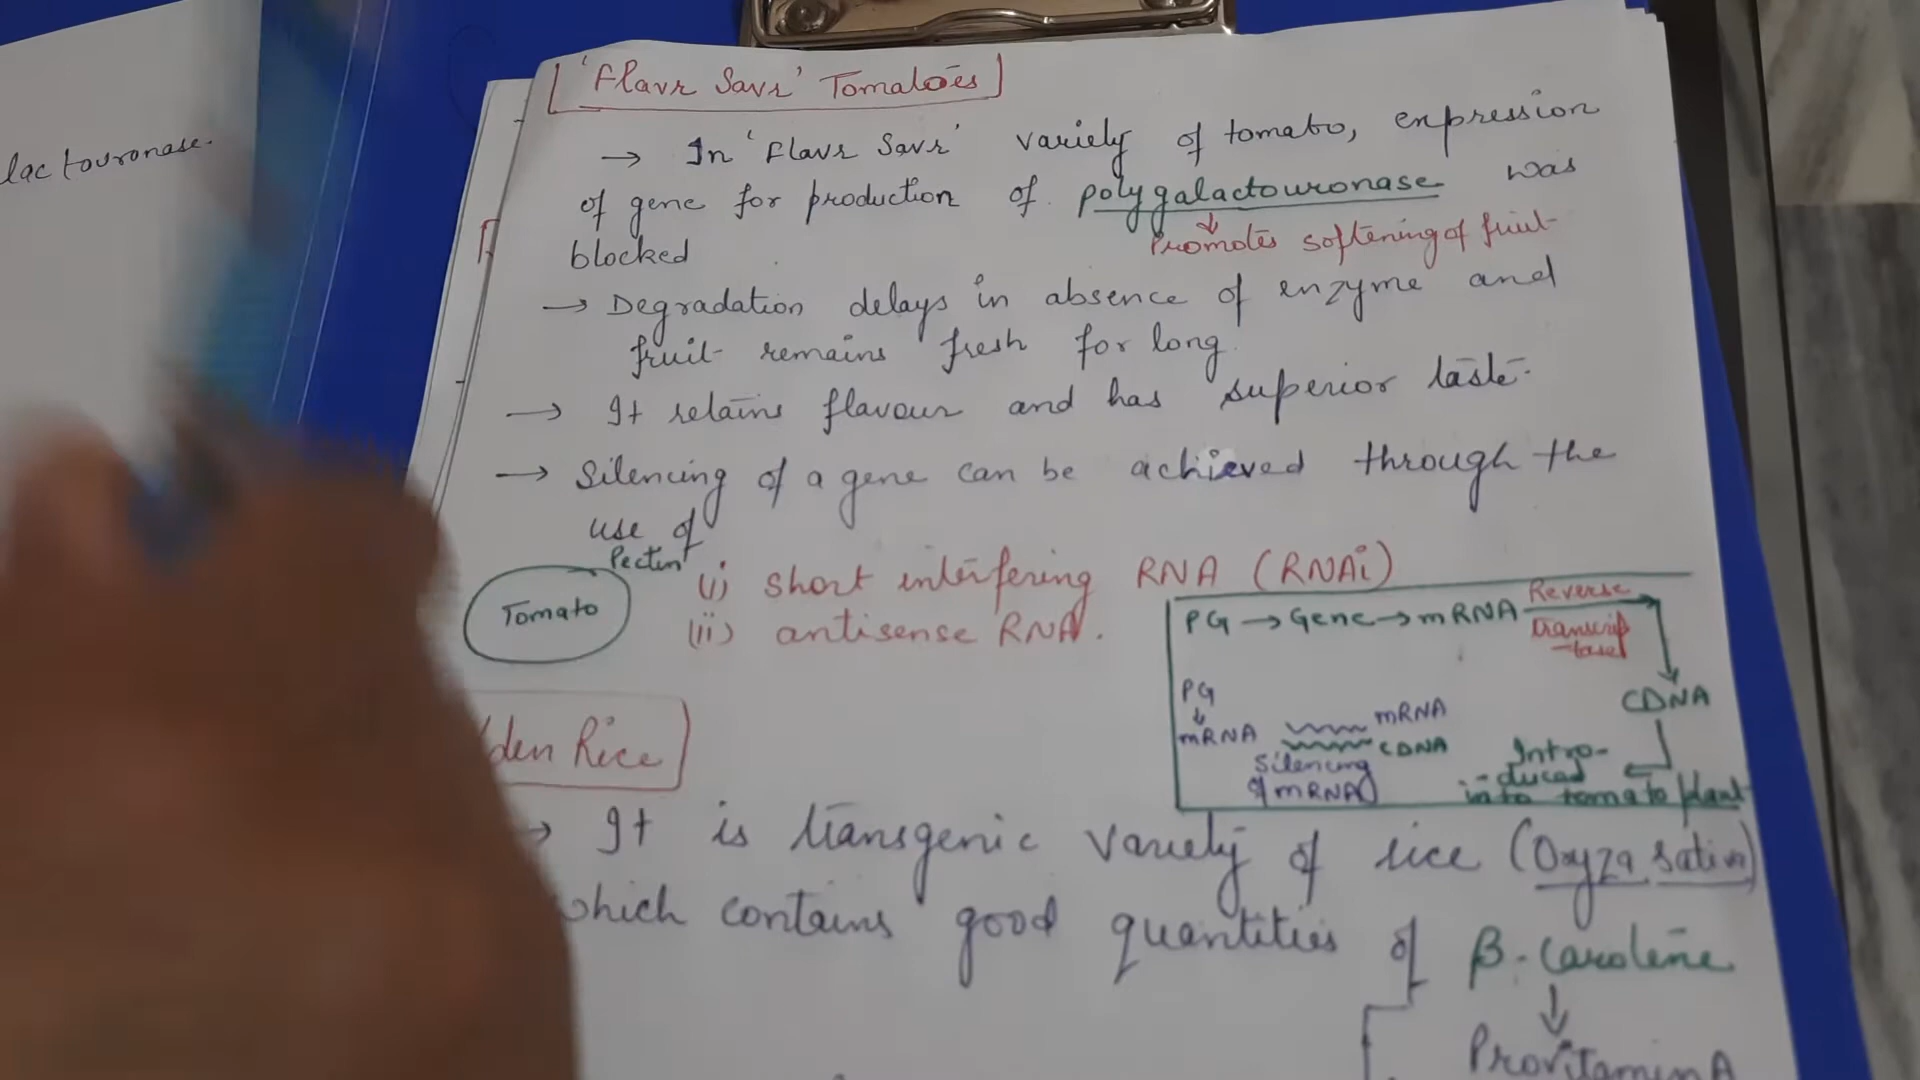 lactouronase.
'Flavr Savr' Tomatoes
→ In 'Flavr Savr' variety of tomato, expression
of gene for production of polygalactouronase was
blocked
↓
Promotes softening of fruit
→ Degradation delays in absence of enzyme and
fruit remains fresh for long.
→ It retains flavour and has superior taste.
→ Silencing of a gene can be achieved through the
use of
(i) short interfering RNA (RNAi)
(ii) antisense RNA.
Pectin
Tomato
PG → Gene → mRNA
Reverse
transcrip
-tase
CDNA
Intro-
-duced
into tomato plant
PG
↓
mRNA
mRNA
CDNA
Silencing
of mRNA
den Rice
→ It is transgenic variety of rice (Oryza sativa)
which contains good quantities of β-carotene
↓
Provitamin A